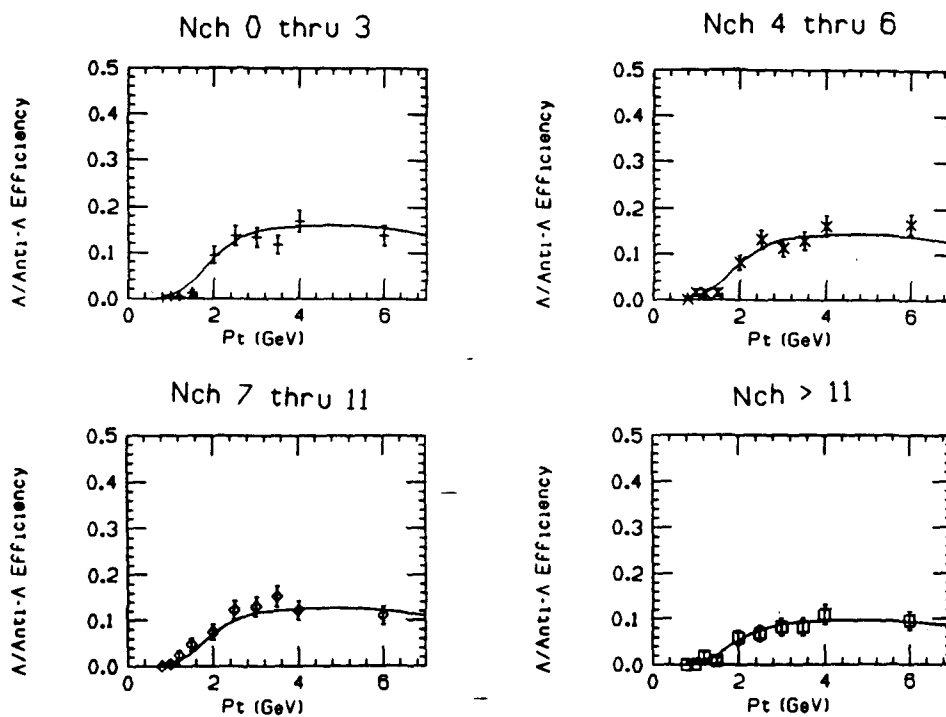 Nch 0 thru 3
0.5
0.4
0.3
0.2
0.1
0.0
Λ/Anti-Λ Efficiency
0 2 4 6
Pt (GeV)
Nch 4 thru 6
0.5
0.4
0.3
0.2
0.1
0.0
Λ/Anti-Λ Efficiency
0 2 4 6
Pt (GeV)
Nch 7 thru 11
0.5
0.4
0.3
0.2
0.1
0.0
Λ/Anti-Λ Efficiency
0 2 4 6
Pt (GeV)
Nch > 11
0.5
0.4
0.3
0.2
0.1
0.0
Λ/Anti-Λ Efficiency
0 2 4 6
Pt (GeV)